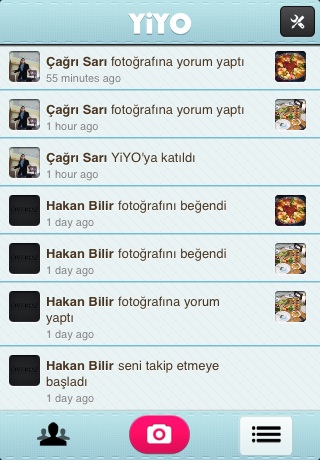 YiYO
Çağrı Sarı fotoğrafına yorum yaptı
55 minutes ago
Çağrı Sarı fotoğrafına yorum yaptı
1 hour ago
Çağrı Sarı YiYO'ya katıldı
1 hour ago
Hakan Bilir fotoğrafını beğendi
1 day ago
Hakan Bilir fotoğrafını beğendi
1 day ago
Hakan Bilir fotoğrafına yorum
yaptı
1 day ago
Hakan Bilir seni takip etmeye
başladı
1 day ago